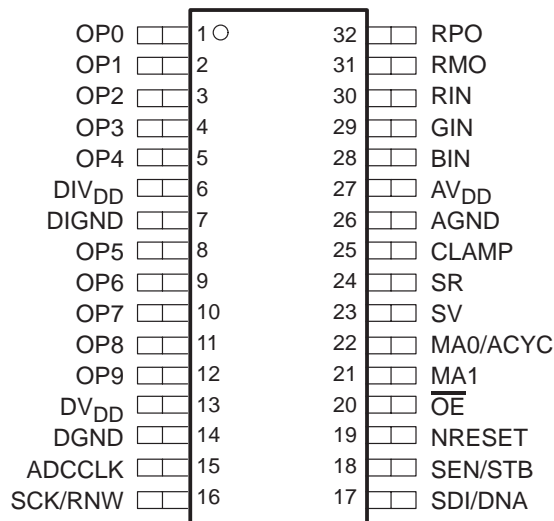 OP0 1 32 RPO
OP1 2 31 RMO
OP2 3 30 RIN
OP3 4 29 GIN
OP4 5 28 BIN
DIVDD 6 27 AVDD
DIGND 7 26 AGND
OP5 8 25 CLAMP
OP6 9 24 SR
OP7 10 23 SV
OP8 11 22 MA0/ACYC
OP9 12 21 MA1
DVDD 13 20 O̅E̅
DGND 14 19 NRESET
ADCCLK 15 18 SEN/STB
SCK/RNW 16 17 SDI/DNA